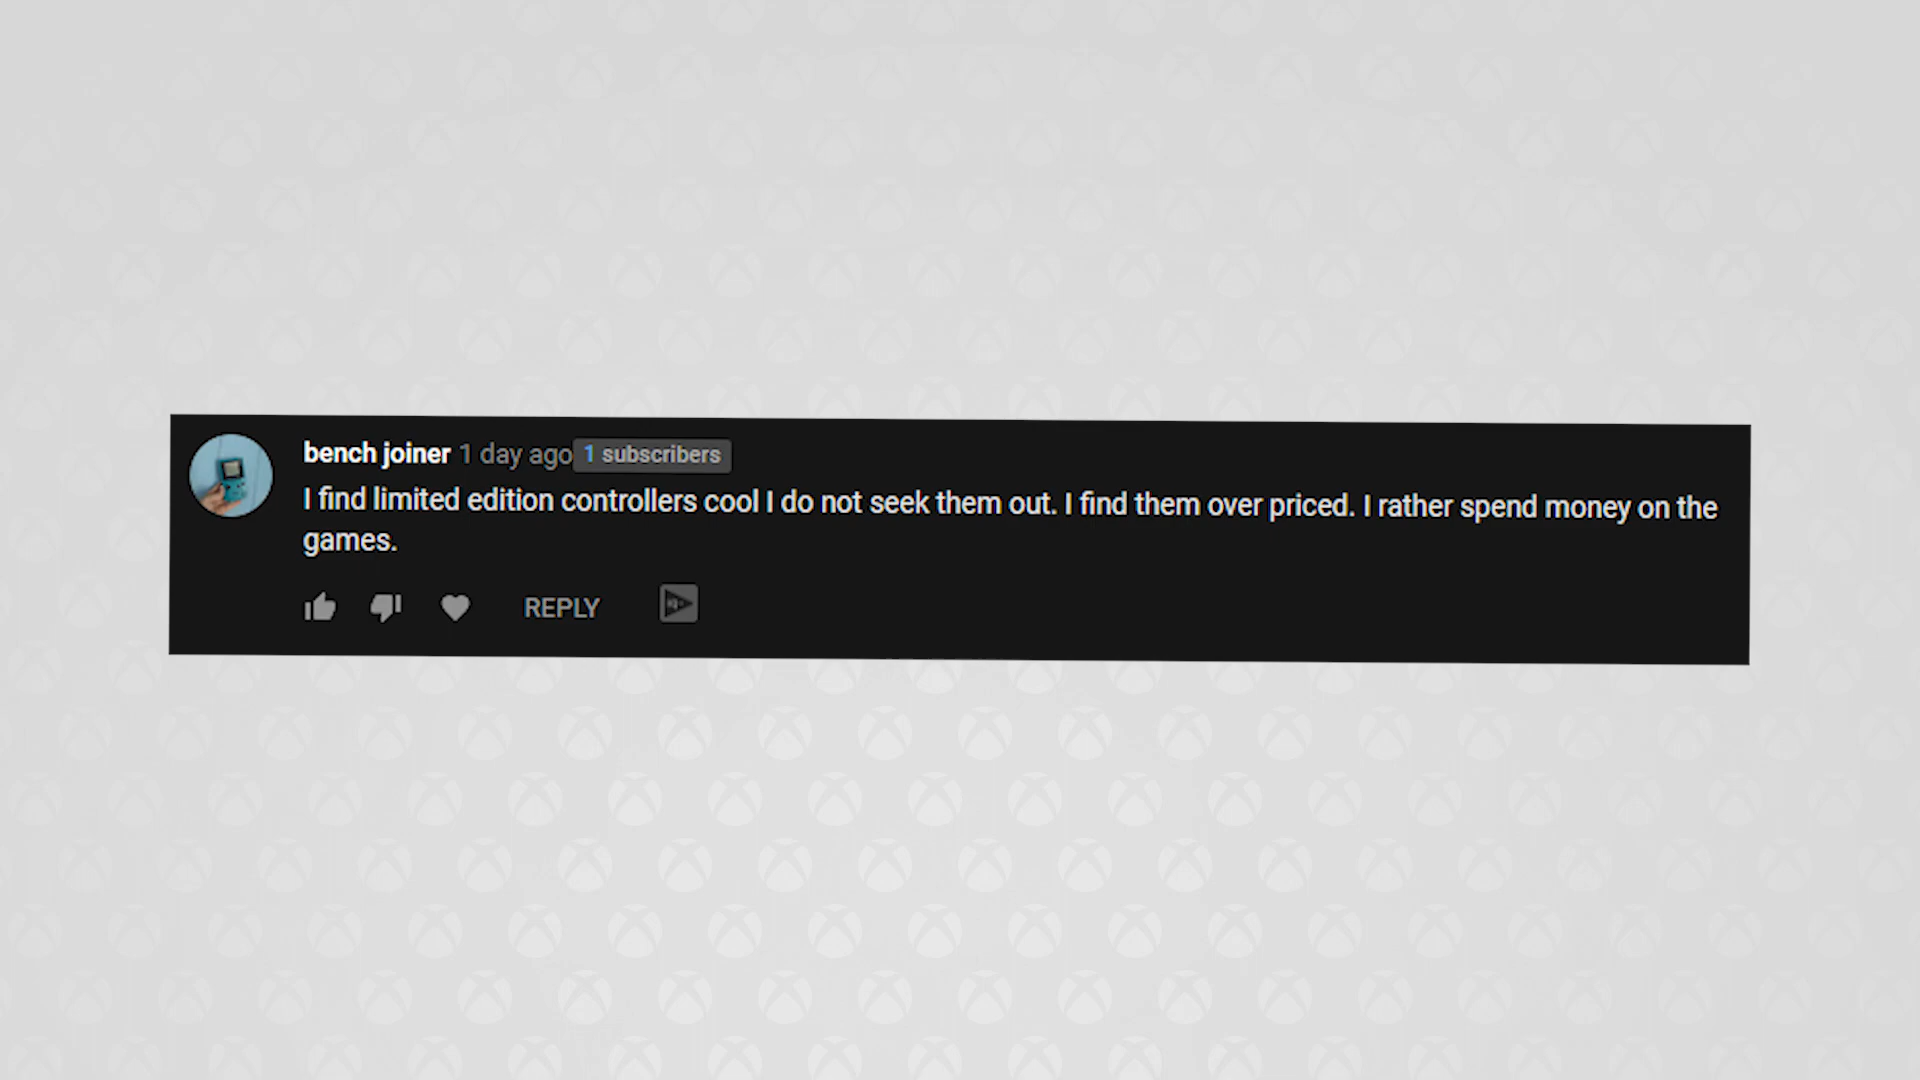 bench joiner 1 day ago 1 subscribers
I find limited edition controllers cool I do not seek them out. I find them over priced. I rather spend money on the
games.
REPLY